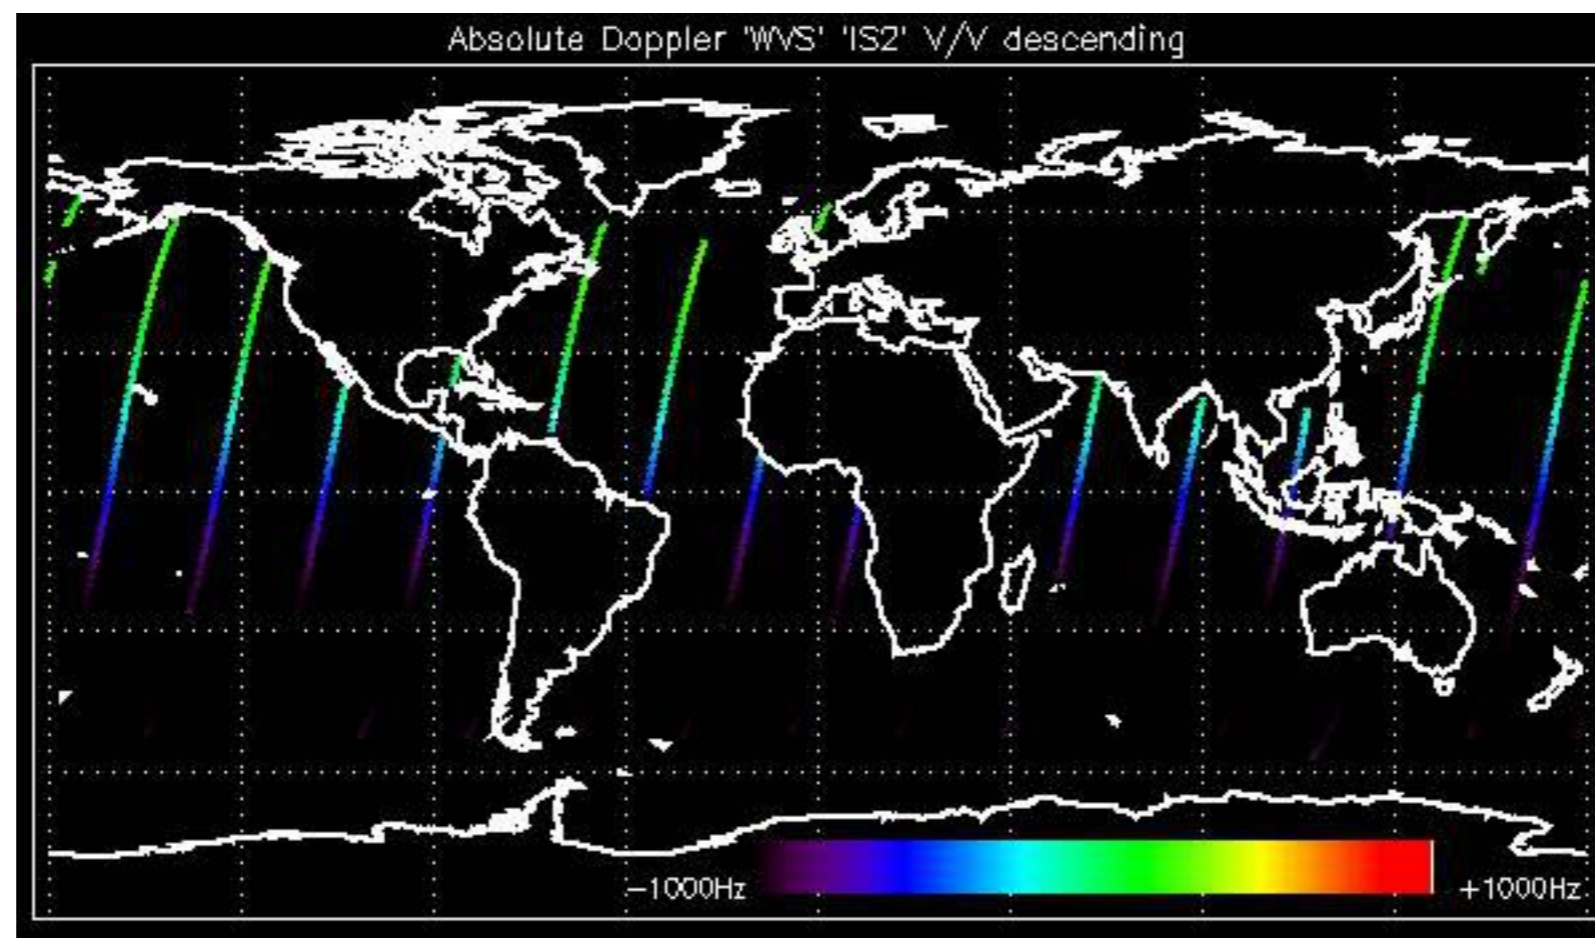 Absolute Doppler 'WVS' 'IS2' V/V descending
−1000Hz
+1000Hz